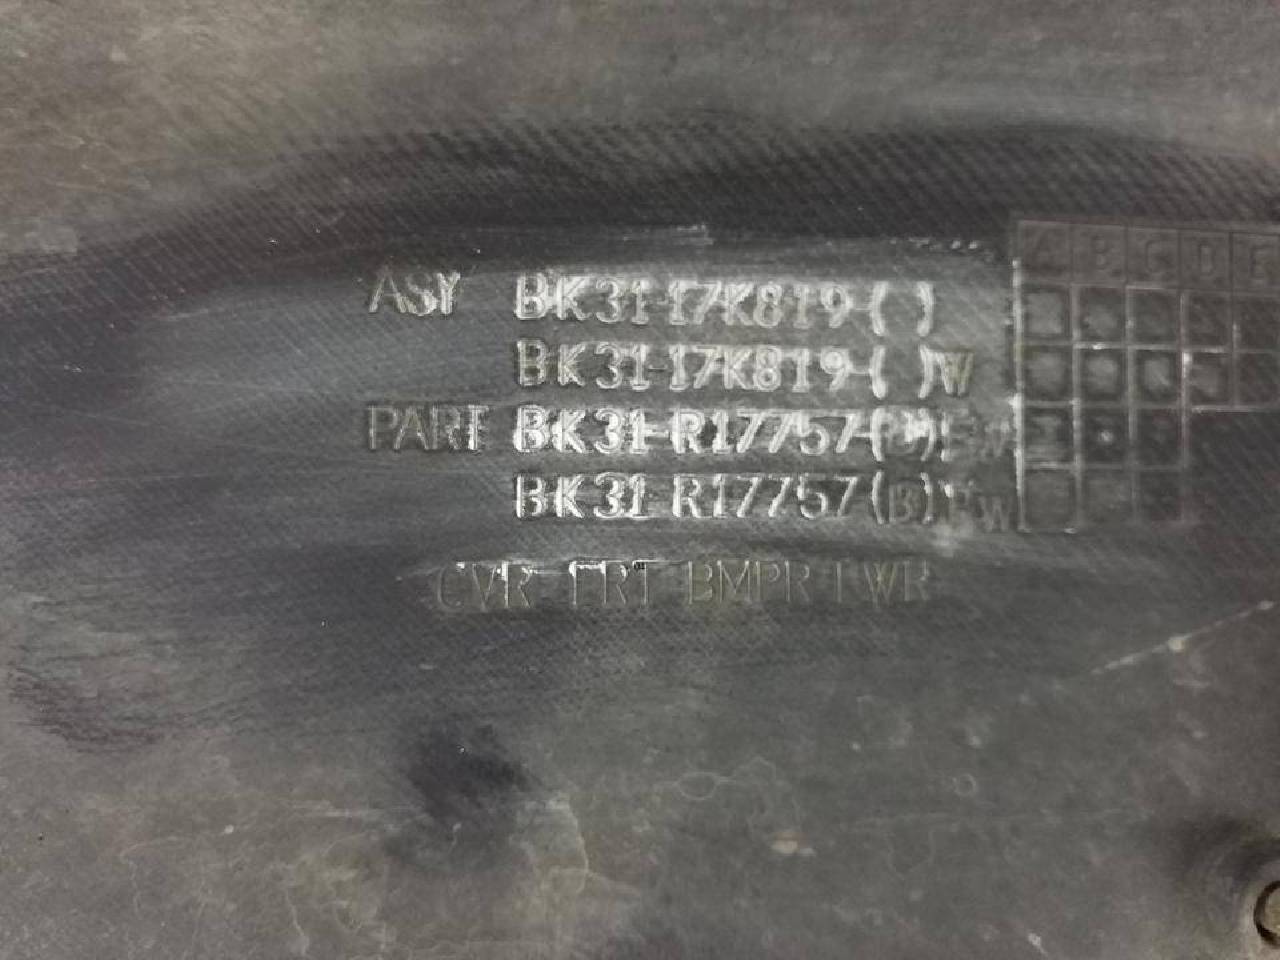 A B C D E
ASY BK31-17K819-( )
BK31-17K819-( )W
PART BK31-R17757-(B)
BK31 R17757(B)
CVR FRT BMPR LWR